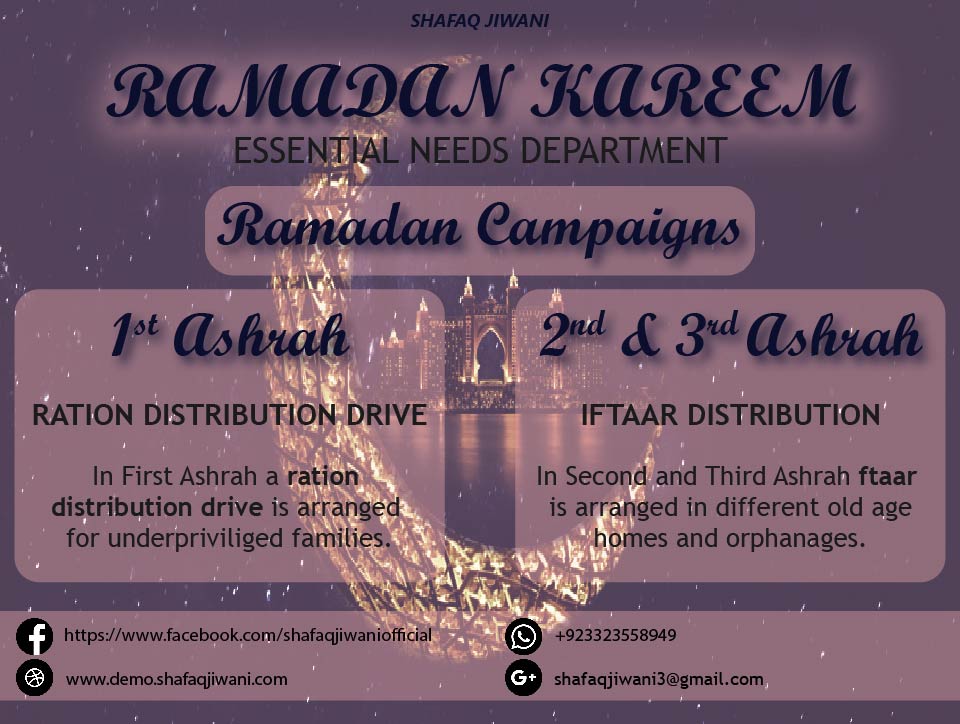 SHAFAQ JIWANI
RAMADAN KAREEM
ESSENTIAL NEEDS DEPARTMENT
Ramadan Campaigns
1st Ashrah
RATION DISTRIBUTION DRIVE
In First Ashrah a ration
distribution drive is arranged
for underpriviliged families.
2nd & 3rd Ashrah
IFTAAR DISTRIBUTION
In Second and Third Ashrah ftaar
is arranged in different old age
homes and orphanages.
https://www.facebook.com/shafaqjiwaniofficial
+923323558949
www.demo.shafaqjiwani.com
shafaqjiwani3@gmail.com